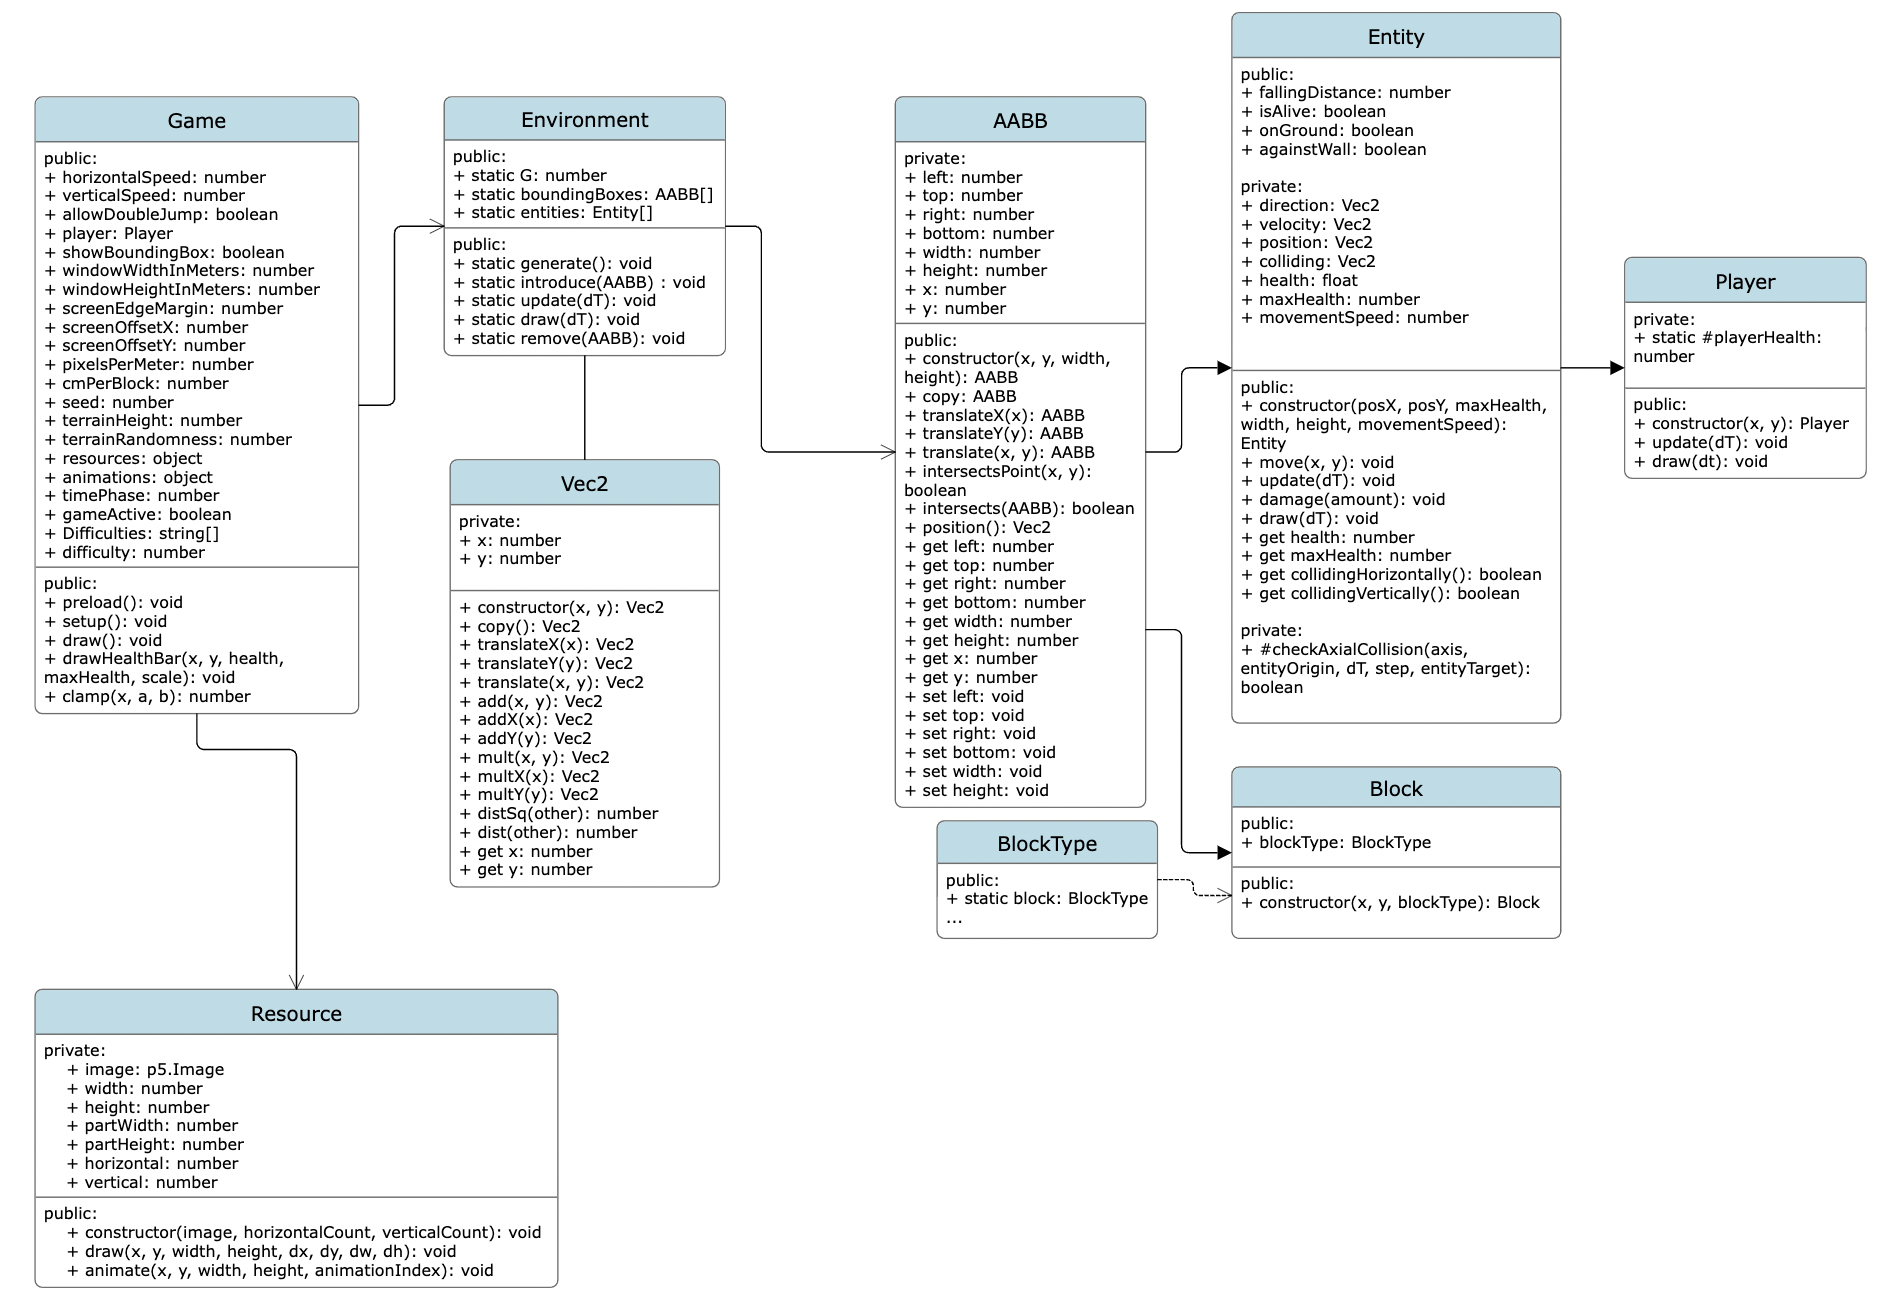 Game
public:
+ horizontalSpeed: number
+ verticalSpeed: number
+ allowDoubleJump: boolean
+ player: Player
+ showBoundingBox: boolean
+ windowWidthInMeters: number
+ windowHeightInMeters: number
+ screenEdgeMargin: number
+ screenOffsetX: number
+ screenOffsetY: number
+ pixelsPerMeter: number
+ cmPerBlock: number
+ seed: number
+ terrainHeight: number
+ terrainRandomness: number
+ resources: object
+ animations: object
+ timePhase: number
+ gameActive: boolean
+ Difficulties: string[]
+ difficulty: number
public:
+ preload(): void
+ setup(): void
+ draw(): void
+ drawHealthBar(x, y, health,
maxHealth, scale): void
+ clamp(x, a, b): number
Environment
public:
+ static G: number
+ static boundingBoxes: AABB[]
+ static entities: Entity[]
public:
+ static generate(): void
+ static introduce(AABB) : void
+ static update(dT): void
+ static draw(dT): void
+ static remove(AABB): void
Vec2
private:
+ x: number
+ y: number
+ constructor(x, y): Vec2
+ copy(): Vec2
+ translateX(x): Vec2
+ translateY(y): Vec2
+ translate(x, y): Vec2
+ add(x, y): Vec2
+ addX(x): Vec2
+ addY(y): Vec2
+ mult(x, y): Vec2
+ multX(x): Vec2
+ multY(y): Vec2
+ distSq(other): number
+ dist(other): number
+ get x: number
+ get y: number
AABB
private:
+ left: number
+ top: number
+ right: number
+ bottom: number
+ width: number
+ height: number
+ x: number
+ y: number
public:
+ constructor(x, y, width,
height): AABB
+ copy: AABB
+ translateX(x): AABB
+ translateY(y): AABB
+ translate(x, y): AABB
+ intersectsPoint(x, y):
boolean
+ intersects(AABB): boolean
+ position(): Vec2
+ get left: number
+ get top: number
+ get right: number
+ get bottom: number
+ get width: number
+ get height: number
+ get x: number
+ get y: number
+ set left: void
+ set top: void
+ set right: void
+ set bottom: void
+ set width: void
+ set height: void
BlockType
public:
+ static block: BlockType
...
Entity
public:
+ fallingDistance: number
+ isAlive: boolean
+ onGround: boolean
+ againstWall: boolean
private:
+ direction: Vec2
+ velocity: Vec2
+ position: Vec2
+ colliding: Vec2
+ health: float
+ maxHealth: number
+ movementSpeed: number
public:
+ constructor(posX, posY, maxHealth,
width, height, movementSpeed):
Entity
+ move(x, y): void
+ update(dT): void
+ damage(amount): void
+ draw(dT): void
+ get health: number
+ get maxHealth: number
+ get collidingHorizontally(): boolean
+ get collidingVertically(): boolean
private:
+ #checkAxialCollision(axis,
entityOrigin, dT, step, entityTarget):
boolean
Block
public:
+ blockType: BlockType
public:
+ constructor(x, y, blockType): Block
Player
private:
+ static #playerHealth:
number
public:
+ constructor(x, y): Player
+ update(dT): void
+ draw(dt): void
Resource
private:
+ image: p5.Image
+ width: number
+ height: number
+ partWidth: number
+ partHeight: number
+ horizontal: number
+ vertical: number
public:
+ constructor(image, horizontalCount, verticalCount): void
+ draw(x, y, width, height, dx, dy, dw, dh): void
+ animate(x, y, width, height, animationIndex): void